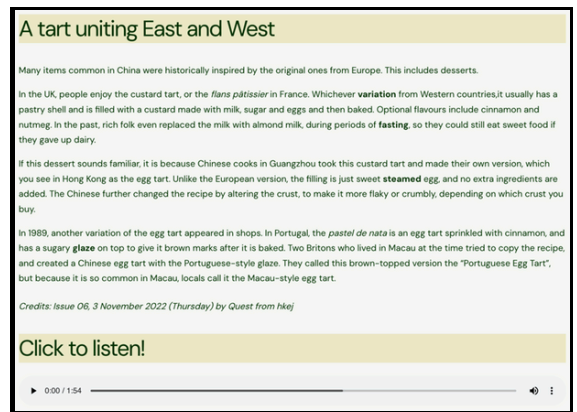 A tart uniting East and West
Many items common in China were historically inspired by the original ones from Europe. This includes desserts.
In the UK, people enjoy the custard tart, or the flans pâtissier in France. Whichever variation from Western countries,it usually has a
pastry shell and is filled with a custard made with milk, sugar and eggs and then baked. Optional flavours include cinnamon and
nutmeg. In the past, rich folk even replaced the milk with almond milk, during periods of fasting, so they could still eat sweet food if
they gave up dairy.
If this dessert sounds familiar, it is because Chinese cooks in Guangzhou took this custard tart and made their own version, which
you see in Hong Kong as the egg tart. Unlike the European version, the filling is just sweet steamed egg, and no extra ingredients are
added. The Chinese further changed the recipe by altering the crust, to make it more flaky or crumbly, depending on which crust you
buy.
In 1989, another variation of the egg tart appeared in shops. In Portugal, the pastel de nata is an egg tart sprinkled with cinnamon, and
has a sugary glaze on top to give it brown marks after it is baked. Two Britons who lived in Macau at the time tried to copy the recipe,
and created a Chinese egg tart with the Portuguese-style glaze. They called this brown-topped version the “Portuguese Egg Tart”,
but because it is so common in Macau, locals call it the Macau-style egg tart.
Credits: Issue 06, 3 November 2022 (Thursday) by Quest from hkej
Click to listen!
0:00 / 1:54